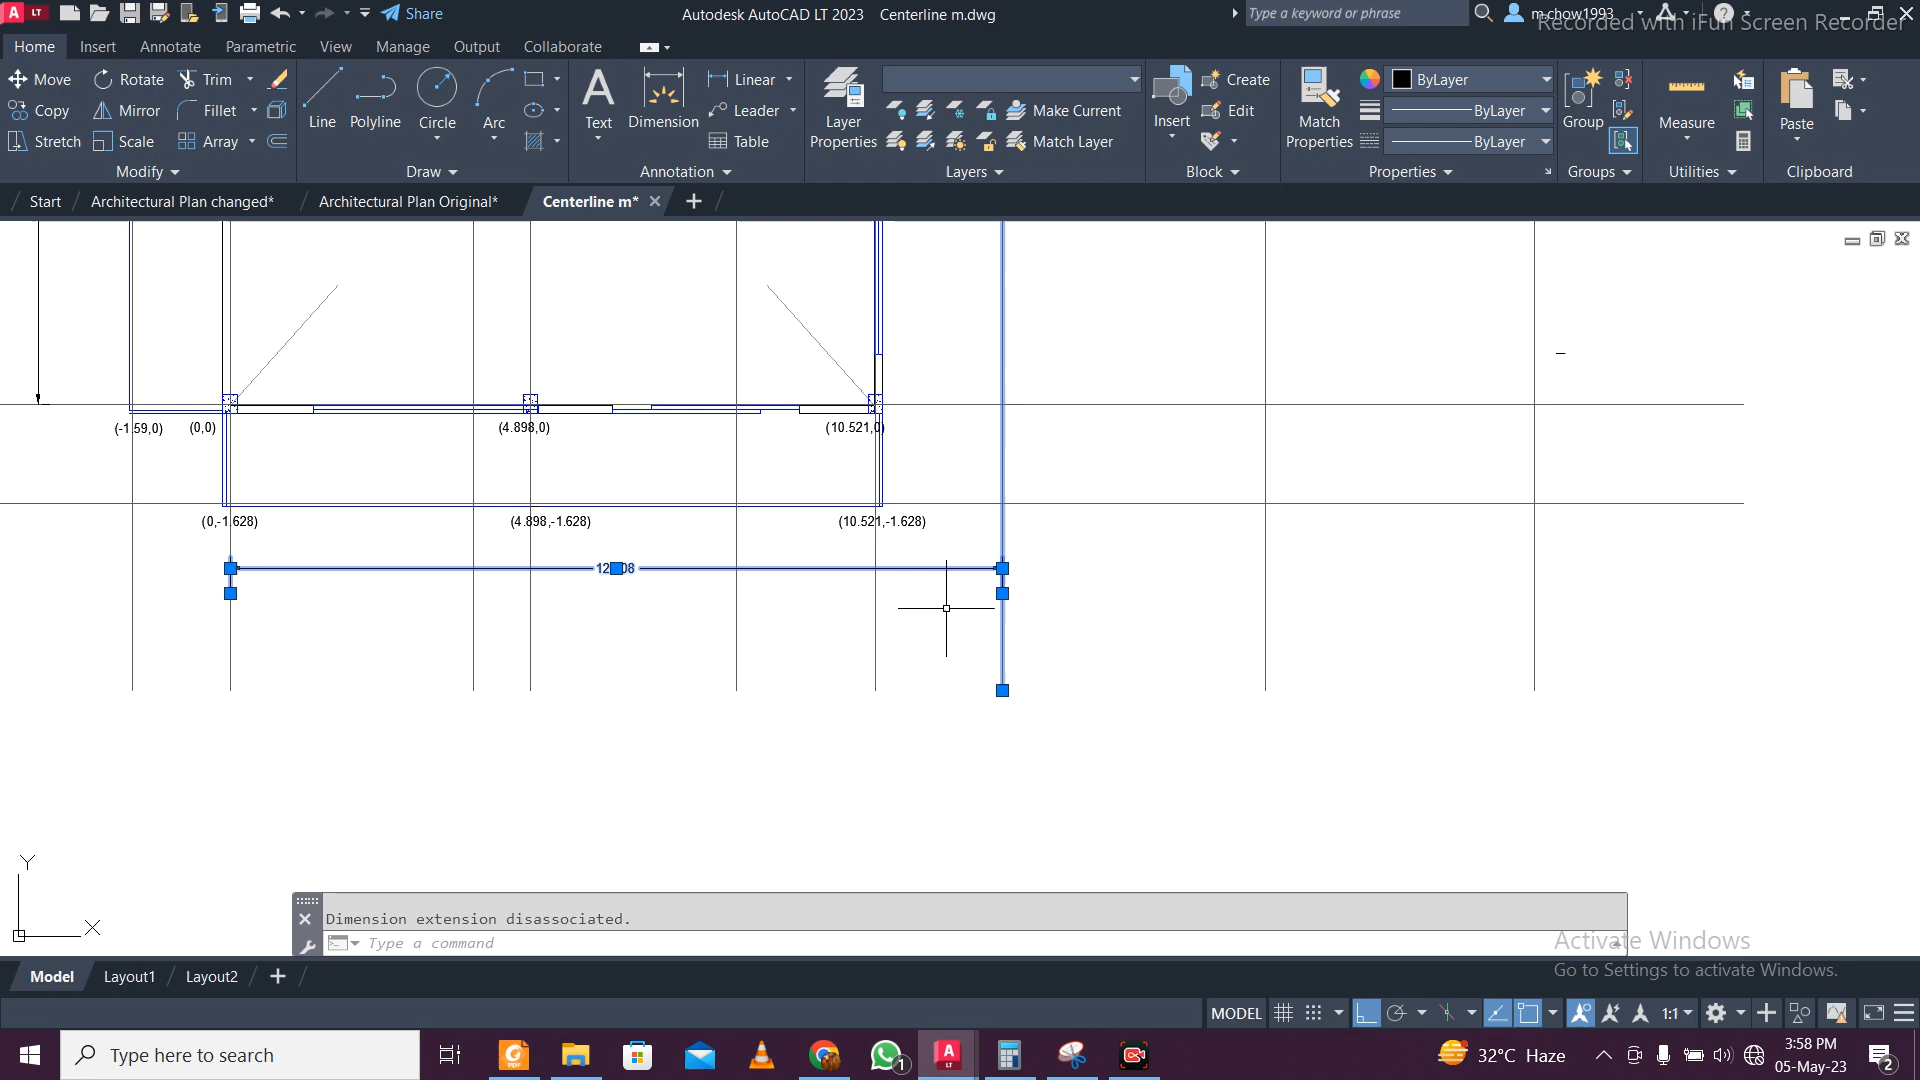 LT Share Autodesk AutoCAD LT 2023 Centerline m.dwg Type a keyword or phrase m.chow1993
Recorded with iFun Screen Recorder
Home Insert Annotate Parametric View Manage Output Collaborate
Move Rotate Trim Linear Create ByLayer
Copy Mirror Fillet Line Polyline Circle Arc Text Dimension Leader Layer Properties Make Current Insert Edit Match Properties ByLayer Group Measure Paste
Stretch Scale Array Table Match Layer ByLayer
Modify Draw Annotation Layers Block Properties Groups Utilities Clipboard
Start Architectural Plan changed* Architectural Plan Original* Centerline m*
(-1.59,0) (0,0) (4.898,0) (10.521,0)
(0,-1.628) (4.898,-1.628) (10.521,-1.628)
Y
X
Dimension extension disassociated.
Type a command
Activate Windows
Go to Settings to activate Windows.
Model Layout1 Layout2
MODEL 1:1
Type here to search 1 32°C Haze 3:58 PM
05-May-23 2